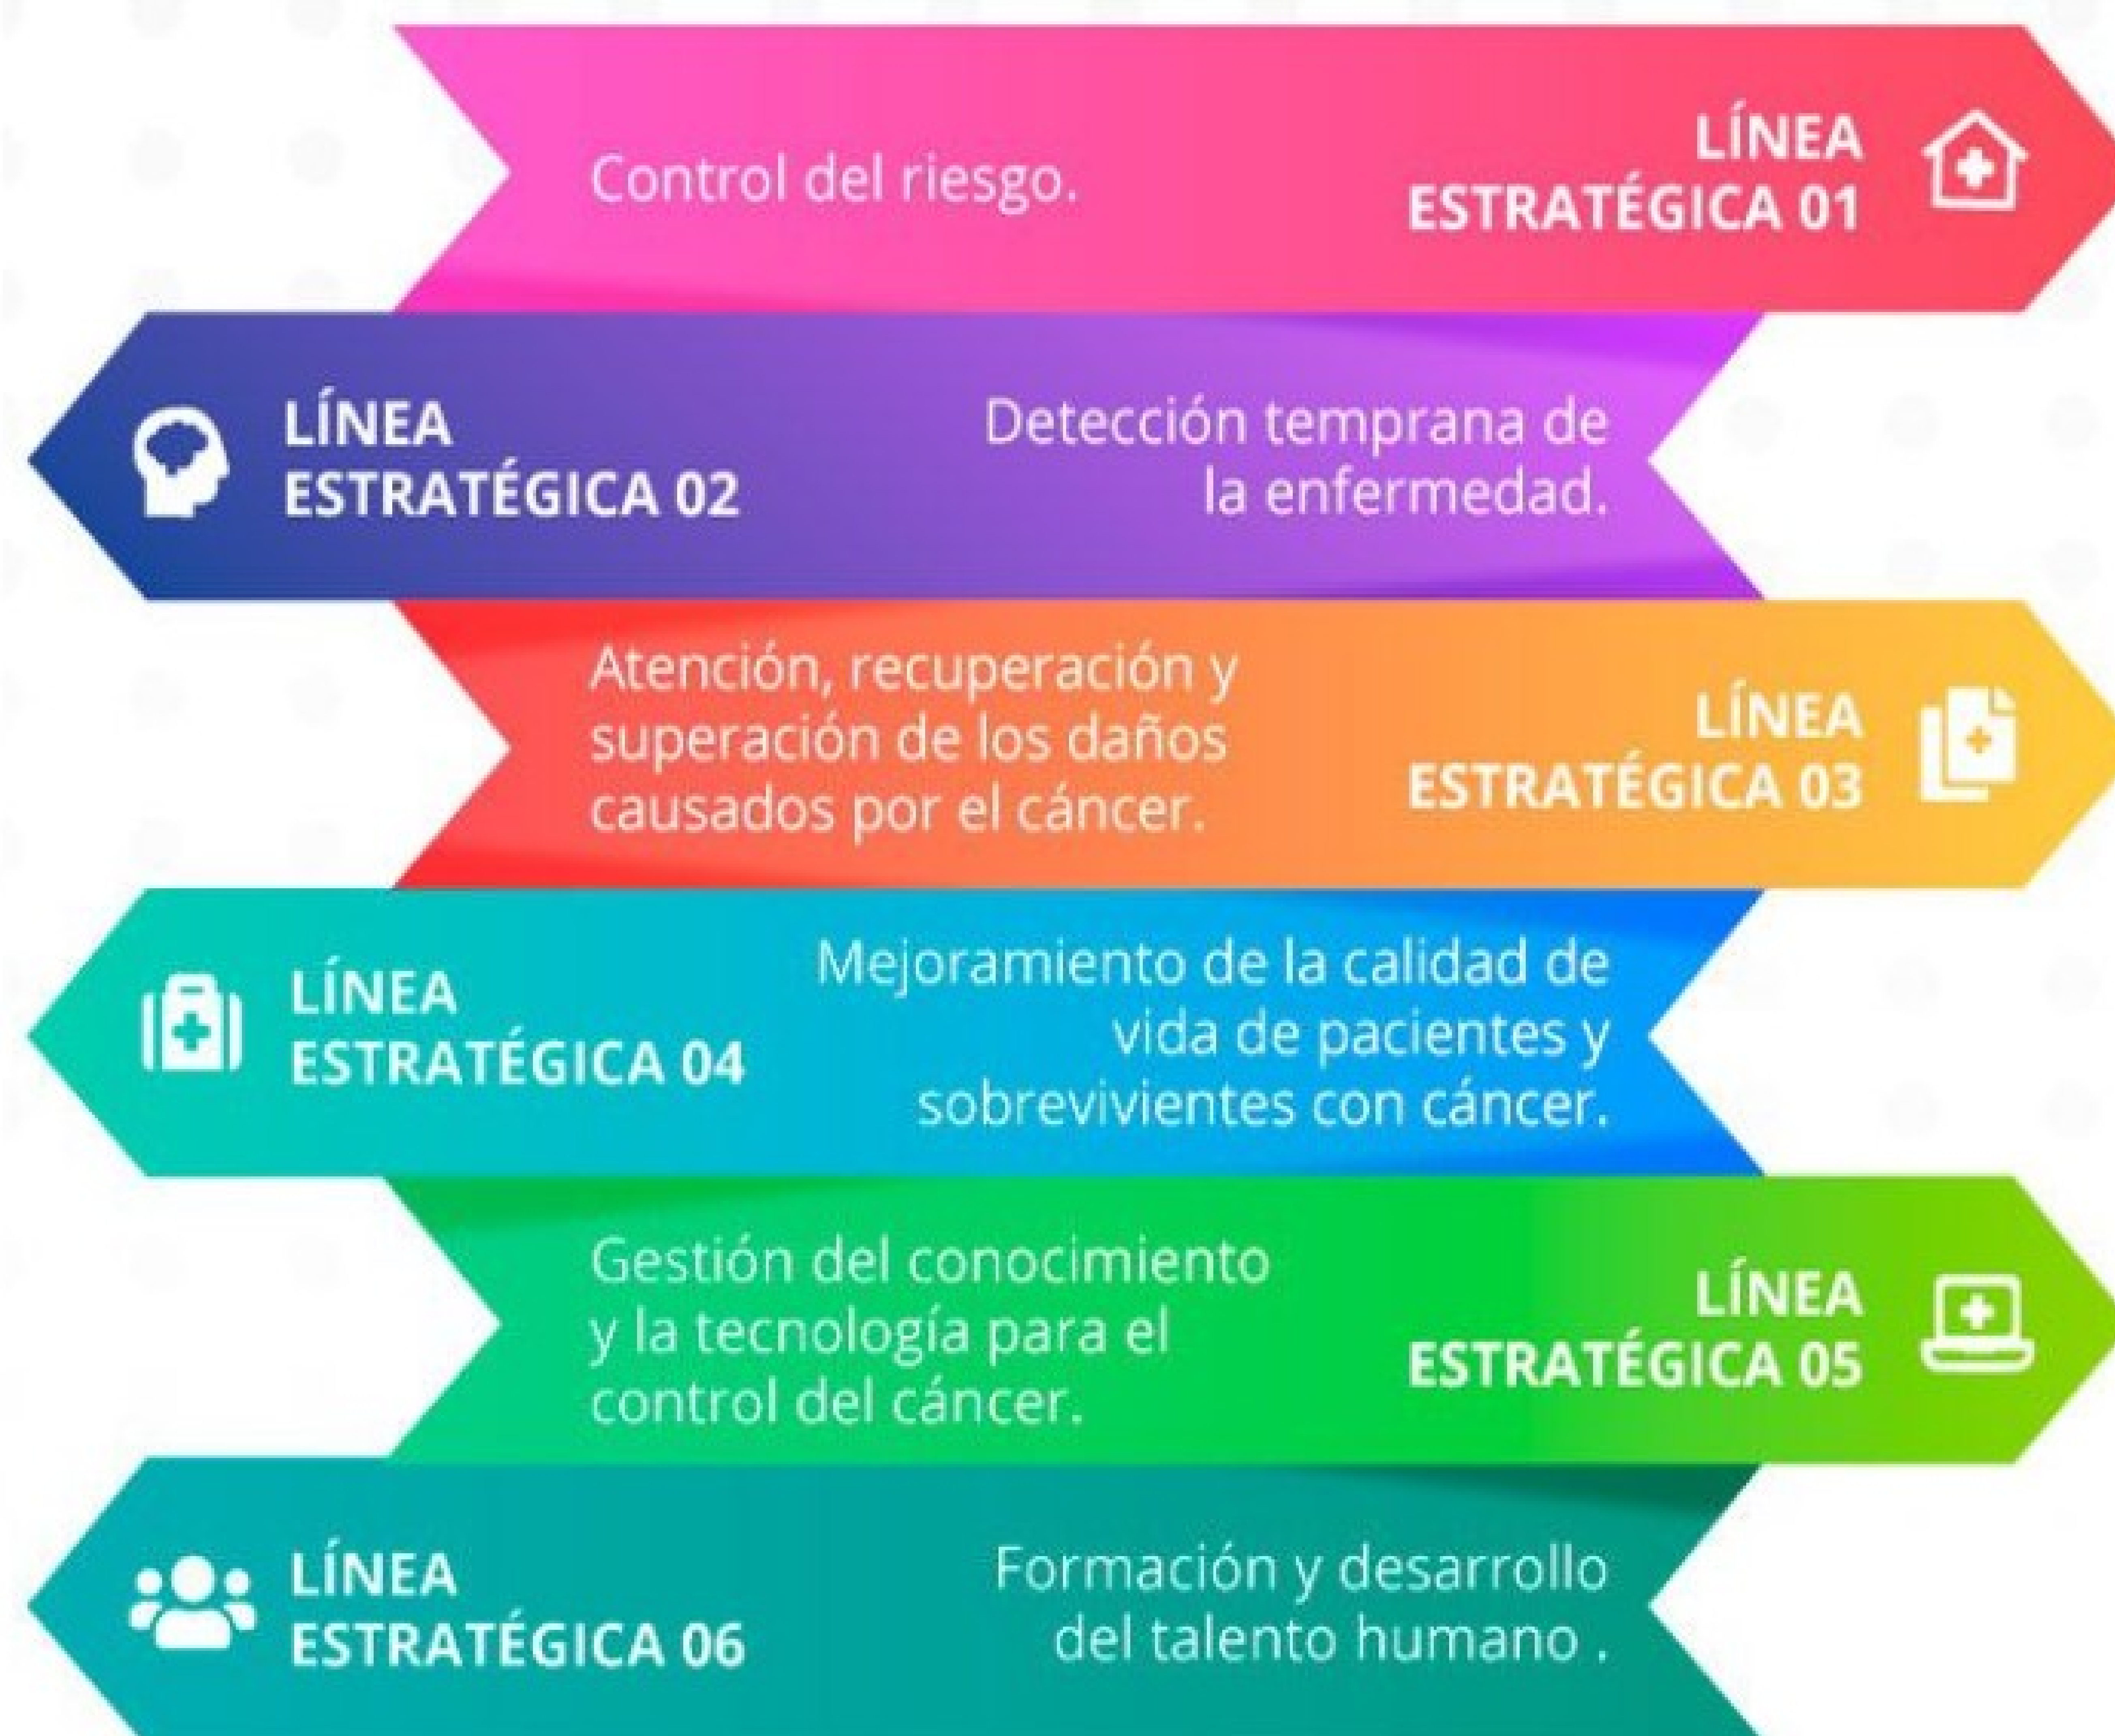 Control del riesgo.
LÍNEA
ESTRATÉGICA 01
LÍNEA
ESTRATÉGICA 02
Detección temprana de
la enfermedad.
Atención, recuperación y
superación de los daños
causados por el cáncer.
LÍNEA
ESTRATÉGICA 03
LÍNEA
ESTRATÉGICA 04
Mejoramiento de la calidad de
vida de pacientes y
sobrevivientes con cáncer.
Gestión del conocimiento
y la tecnología para el
control del cáncer.
LÍNEA
ESTRATÉGICA 05
LÍNEA
ESTRATÉGICA 06
Formación y desarrollo
del talento humano .